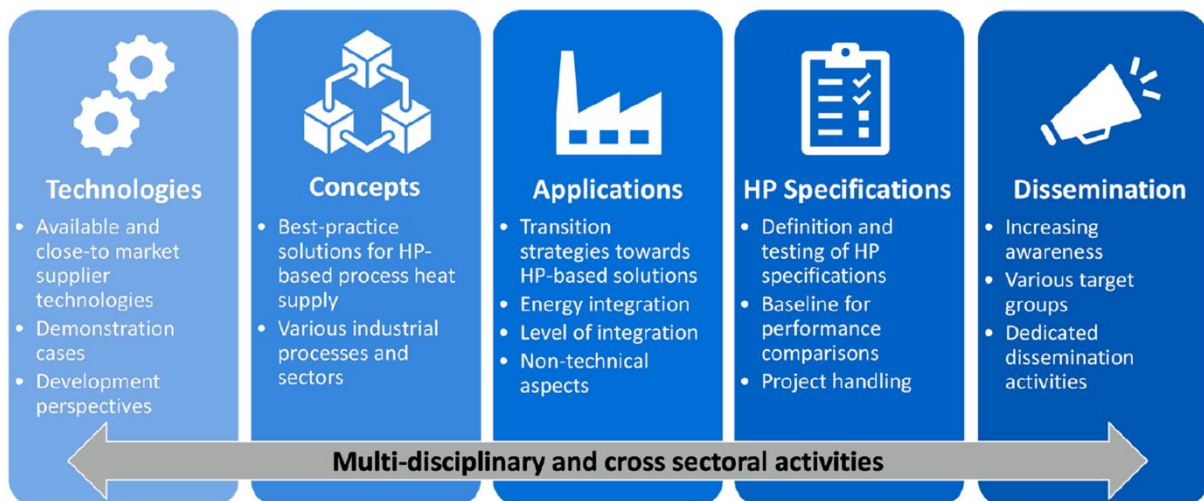 Technologies
• Available and
close-to market
supplier
technologies
• Demonstration
cases
• Development
perspectives
Concepts
• Best-practice
solutions for HP-
based process heat
supply
• Various industrial
processes and
sectors
Applications
• Transition
strategies towards
HP-based solutions
• Energy integration
• Level of integration
• Non-technical
aspects
HP Specifications
• Definition and
testing of HP
specifications
• Baseline for
performance
comparisons
• Project handling
Dissemination
• Increasing
awareness
• Various target
groups
• Dedicated
dissemination
activities
Multi-disciplinary and cross sectoral activities